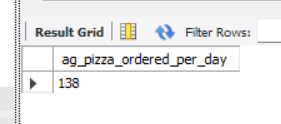 Result Grid Filter Rows:
ag_pizza_ordered_per_day
138